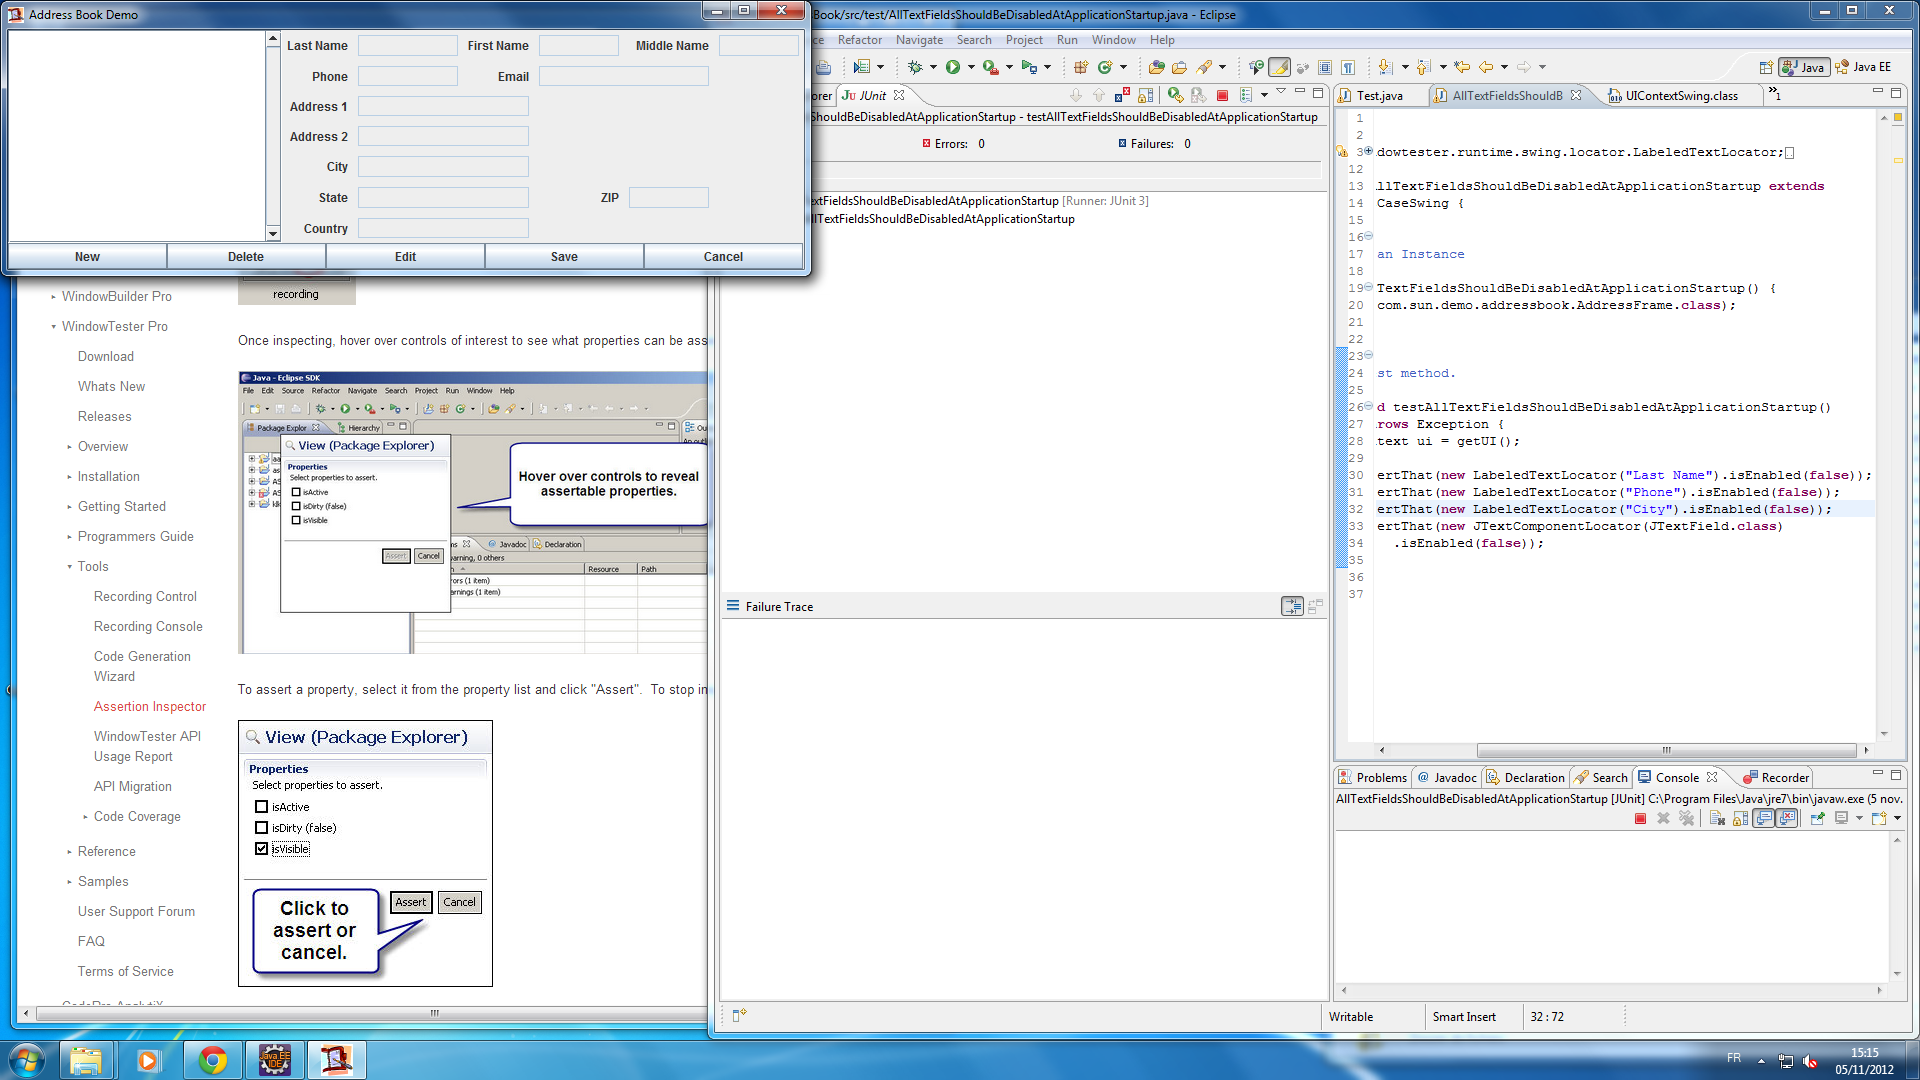 Address Book Demo
Book/src/test/AllTextFieldsShouldBeDisabledAtApplicationStartup.java - Eclipse
Last Name
First Name
Middle Name
Phone
Email
Address 1
Address 2
City
State
ZIP
Country
New
Delete
Edit
Save
Cancel
Refactor Navigate Search Project Run Window Help
Java
Java EE
JUnit
ouldBeDisabledAtApplicationStartup - testAllTextFieldsShouldBeDisabledAtApplicationStartup
Errors: 0
Failures: 0
xtFieldsShouldBeDisabledAtApplicationStartup [Runner: JUnit 3]
llTextFieldsShouldBeDisabledAtApplicationStartup
Failure Trace
Test.java
AllTextFieldsShouldB
UIContextSwing.class
1
1
2
3 dowtester.runtime.swing.locator.LabeledTextLocator;
12
13 llTextFieldsShouldBeDisabledAtApplicationStartup extends
14 CaseSwing {
15
16
17 an Instance
18
19 TextFieldsShouldBeDisabledAtApplicationStartup() {
20 com.sun.demo.addressbook.AddressFrame.class);
21
22
23
24 st method.
25
26 d testAllTextFieldsShouldBeDisabledAtApplicationStartup()
27 rows Exception {
28 text ui = getUI();
29
30 ertThat(new LabeledTextLocator("Last Name").isEnabled(false));
31 ertThat(new LabeledTextLocator("Phone").isEnabled(false));
32 ertThat(new LabeledTextLocator("City").isEnabled(false));
33 ertThat(new JTextComponentLocator(JTextField.class)
34 .isEnabled(false));
35
36
37
WindowBuilder Pro
WindowTester Pro
Download
Whats New
Releases
Overview
Installation
Getting Started
Programmers Guide
Tools
Recording Control
Recording Console
Code Generation
Wizard
Assertion Inspector
WindowTester API
Usage Report
API Migration
Code Coverage
Reference
Samples
User Support Forum
FAQ
Terms of Service
recording
Once inspecting, hover over controls of interest to see what properties can be ass
Java - Eclipse SDK
File Edit Source Refactor Navigate Search Project Run Window Help
Package Explor
Hierarchy
View (Package Explorer)
Properties
Select properties to assert.
isActive
isDirty (false)
isVisible
Assert
Cancel
Hover over controls to reveal
assertable properties.
Javadoc
Declaration
arning, 0 others
Resource
Path
rors (1 item)
arnings (1 item)
To assert a property, select it from the property list and click "Assert". To stop in
View (Package Explorer)
Properties
Select properties to assert.
isActive
isDirty (false)
isVisible
Assert
Cancel
Click to
assert or
cancel.
Problems
Javadoc
Declaration
Search
Console
Recorder
AllTextFieldsShouldBeDisabledAtApplicationStartup [JUnit] C:\Program Files\Java\jre7\bin\javaw.exe (5 nov.
Writable
Smart Insert
32 : 72
Java EE
IDE
FR
15:15
05/11/2012